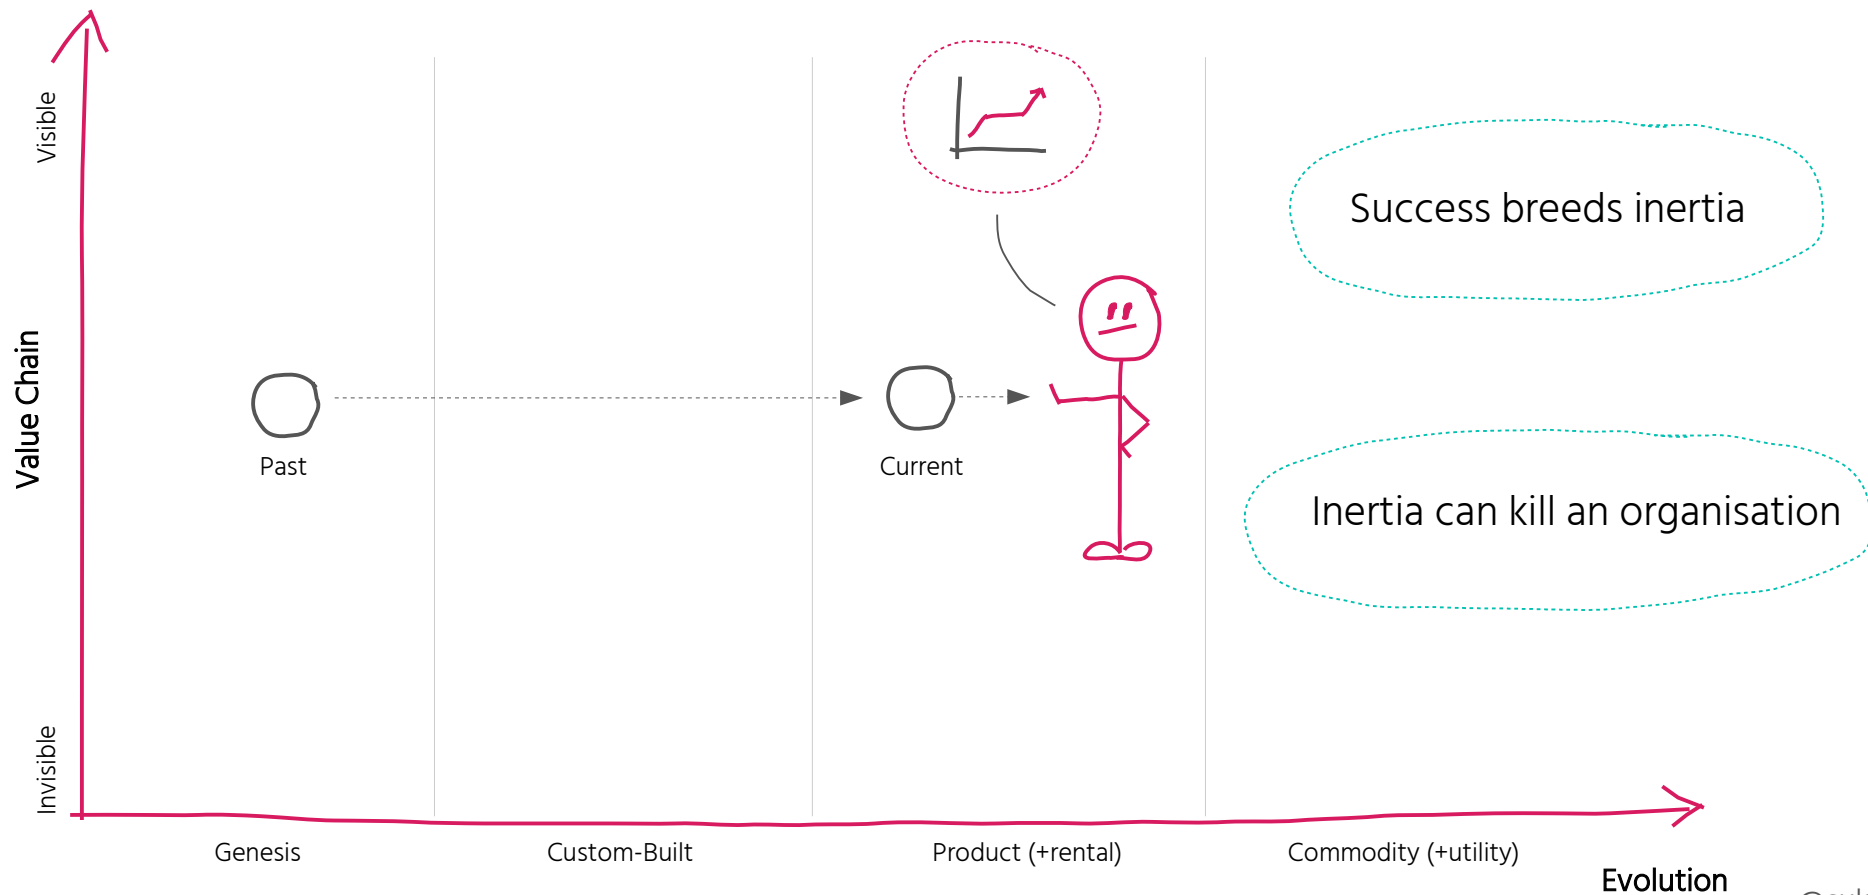 Visible
Success breeds inertia
Value Chain
Past
Current
Inertia can kill an organisation
Invisible
Genesis
Custom-Built
Product (+rental)
Commodity (+utility)
Evolution